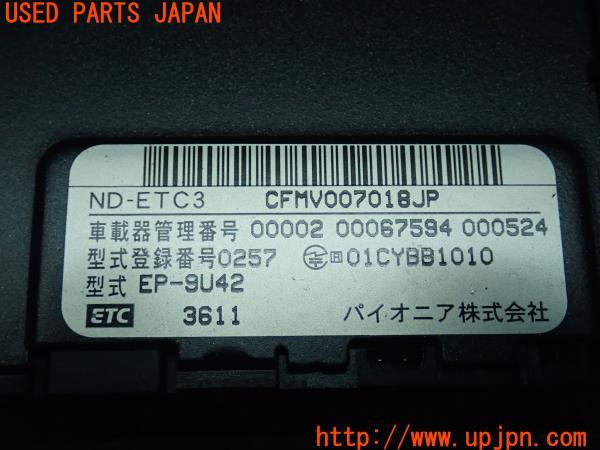 USED PARTS JAPAN
ND-ETC3 CFMV007018JP
車載器管理番号 00002 00067594 000524
型式登録番号0257 01CYBB1010
型式 EP-9U42
ETC 3611 パイオニア株式会社
http://www.upjpn.com/